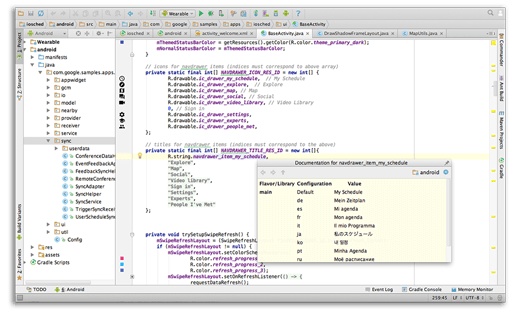 iosched
android
src
main
java
com
google
samples
apps
iosched
ui
BaseActivity
Wearable
Android
iosched
activity_welcome.xml
BaseActivity.java
DrawShadowFrameLayout.java
MapUtils.java
Wearable
android
manifests
java
com.google.samples.apps.
appwidget
gcm
io
model
nearby
provider
receiver
service
sync
userdata
ConferenceData
EventFeedbackA
FeedbackSyncHe
RemoteConferen
SyncAdapter
SyncHelper
SyncService
TriggerSyncRecei
UserScheduleSyn
ui
util
Config
res
assets
Gradle Scripts
mThemedStatusBarColor = getResources().getColor(R.color.theme_primary_dark);
mNormalStatusBarColor = mThemedStatusBarColor;
}
// icons for navdrawer items (indices must correspond to above array)
private static final int[] NAVDRAWER_ICON_RES_ID = new int[] {
R.drawable.ic_drawer_my_schedule, // My Schedule
R.drawable.ic_drawer_explore, // Explore
R.drawable.ic_drawer_map, // Map
R.drawable.ic_drawer_social, // Social
R.drawable.ic_drawer_video_library, // Video Library
0, // Sign in
R.drawable.ic_drawer_settings,
R.drawable.ic_drawer_experts,
R.drawable.ic_drawer_people_met,
};
// titles for navdrawer items (indices must correspond to the above)
private static final int[] NAVDRAWER_TITLE_RES_ID = new int[]{
R.string.navdrawer_item_my_schedule,
"Explore",
"Map",
"Social",
"Video library",
"Sign in",
"Settings",
"Experts",
"People I've Met"
};
private void trySetupSwipeRefresh() {
mSwipeRefreshLayout = (SwipeRefreshL
if (mSwipeRefreshLayout != null) {
mSwipeRefreshLayout.setColorSche
R.color.refresh_progress_1,
R.color.refresh_progress_2,
R.color.refresh_progress_3);
mSwipeRefreshLayout.setOnRefreshListener(() -> {
requestDataRefresh();
Documentation for navdrawer_item_my_schedule
android
Flavor/Library Configuration Value
main Default My Schedule
de Mein Zeitplan
es Mi agenda
fr Mon agenda
it Il mio Programma
ja 私のスケジュール
ko 내 일정
pt Minha Agenda
ru Моё расписание
1: Project
7: Structure
Build Variants
2: Favorites
Commander
Ant Build
Maven Projects
Gradle
TODO
6: Android
Event Log
Gradle Console
Memory Monitor
259:45
LF
UTF-8